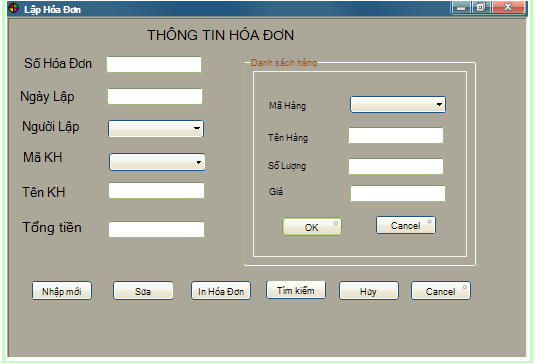 Lập Hóa Đơn
THÔNG TIN HÓA ĐƠN
Số Hóa Đơn
Ngày Lập
Người Lập
Mã KH
Tên KH
Tổng tiền
Danh sách hàng
Mã Hàng
Tên Hàng
Số Lượng
Giá
OK
Cancel
Nhập mới
Sửa
In Hóa Đơn
Tìm kiếm
Hủy
Cancel